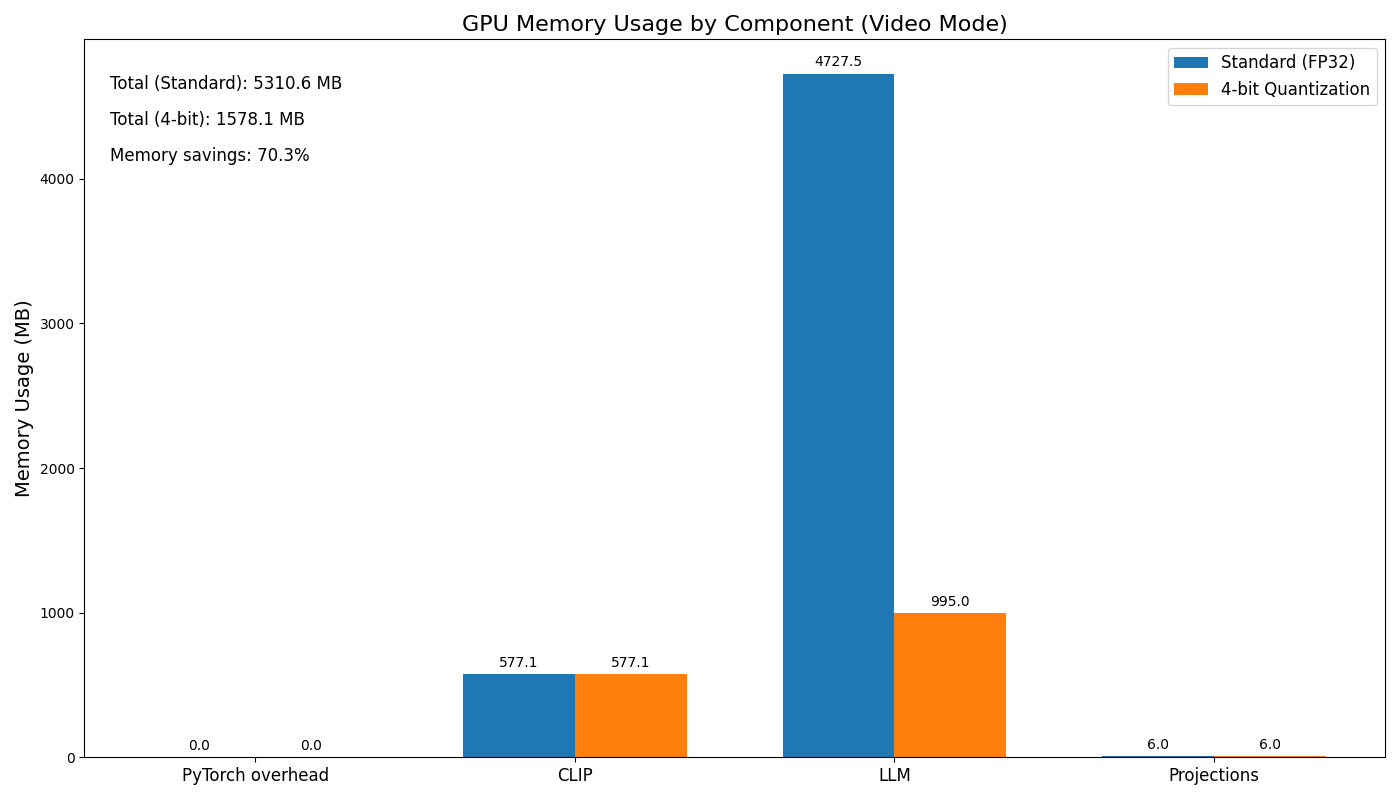 GPU Memory Usage by Component (Video Mode)
Total (Standard): 5310.6 MB
Total (4-bit): 1578.1 MB
Memory savings: 70.3%
Standard (FP32)
4-bit Quantization
Memory Usage (MB)
4000
3000
2000
1000
0
0.0
0.0
577.1
577.1
4727.5
995.0
6.0
6.0
PyTorch overhead
CLIP
LLM
Projections